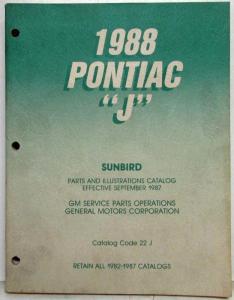 1988
PONTIAC
"J"
SUNBIRD
PARTS AND ILLUSTRATIONS CATALOG
EFFECTIVE SEPTEMBER 1987
GM SERVICE PARTS OPERATIONS
GENERAL MOTORS CORPORATION
Catalog Code 22 J
RETAIN ALL 1982-1987 CATALOGS